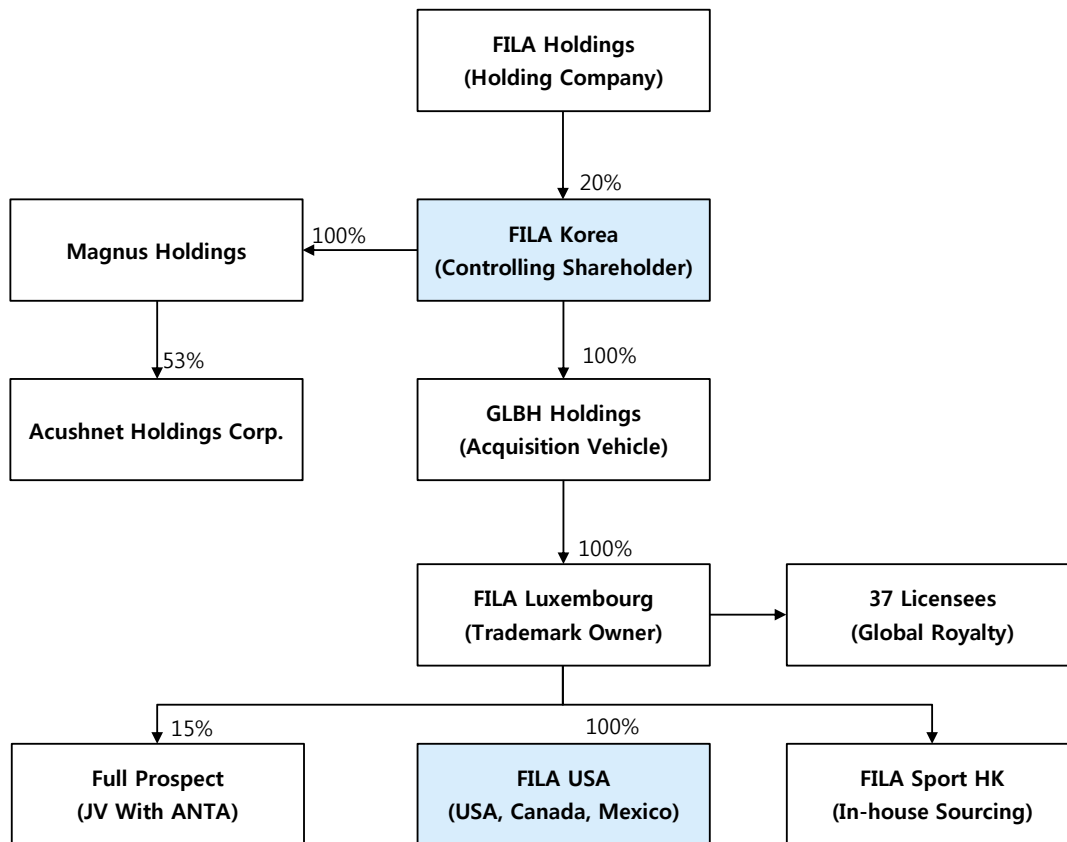 FILA Holdings
(Holding Company)
20%
Magnus Holdings
100%
FILA Korea
(Controlling Shareholder)
53%
100%
Acushnet Holdings Corp.
GLBH Holdings
(Acquisition Vehicle)
100%
FILA Luxembourg
(Trademark Owner)
37 Licensees
(Global Royalty)
15%
100%
Full Prospect
(JV With ANTA)
FILA USA
(USA, Canada, Mexico)
FILA Sport HK
(In-house Sourcing)